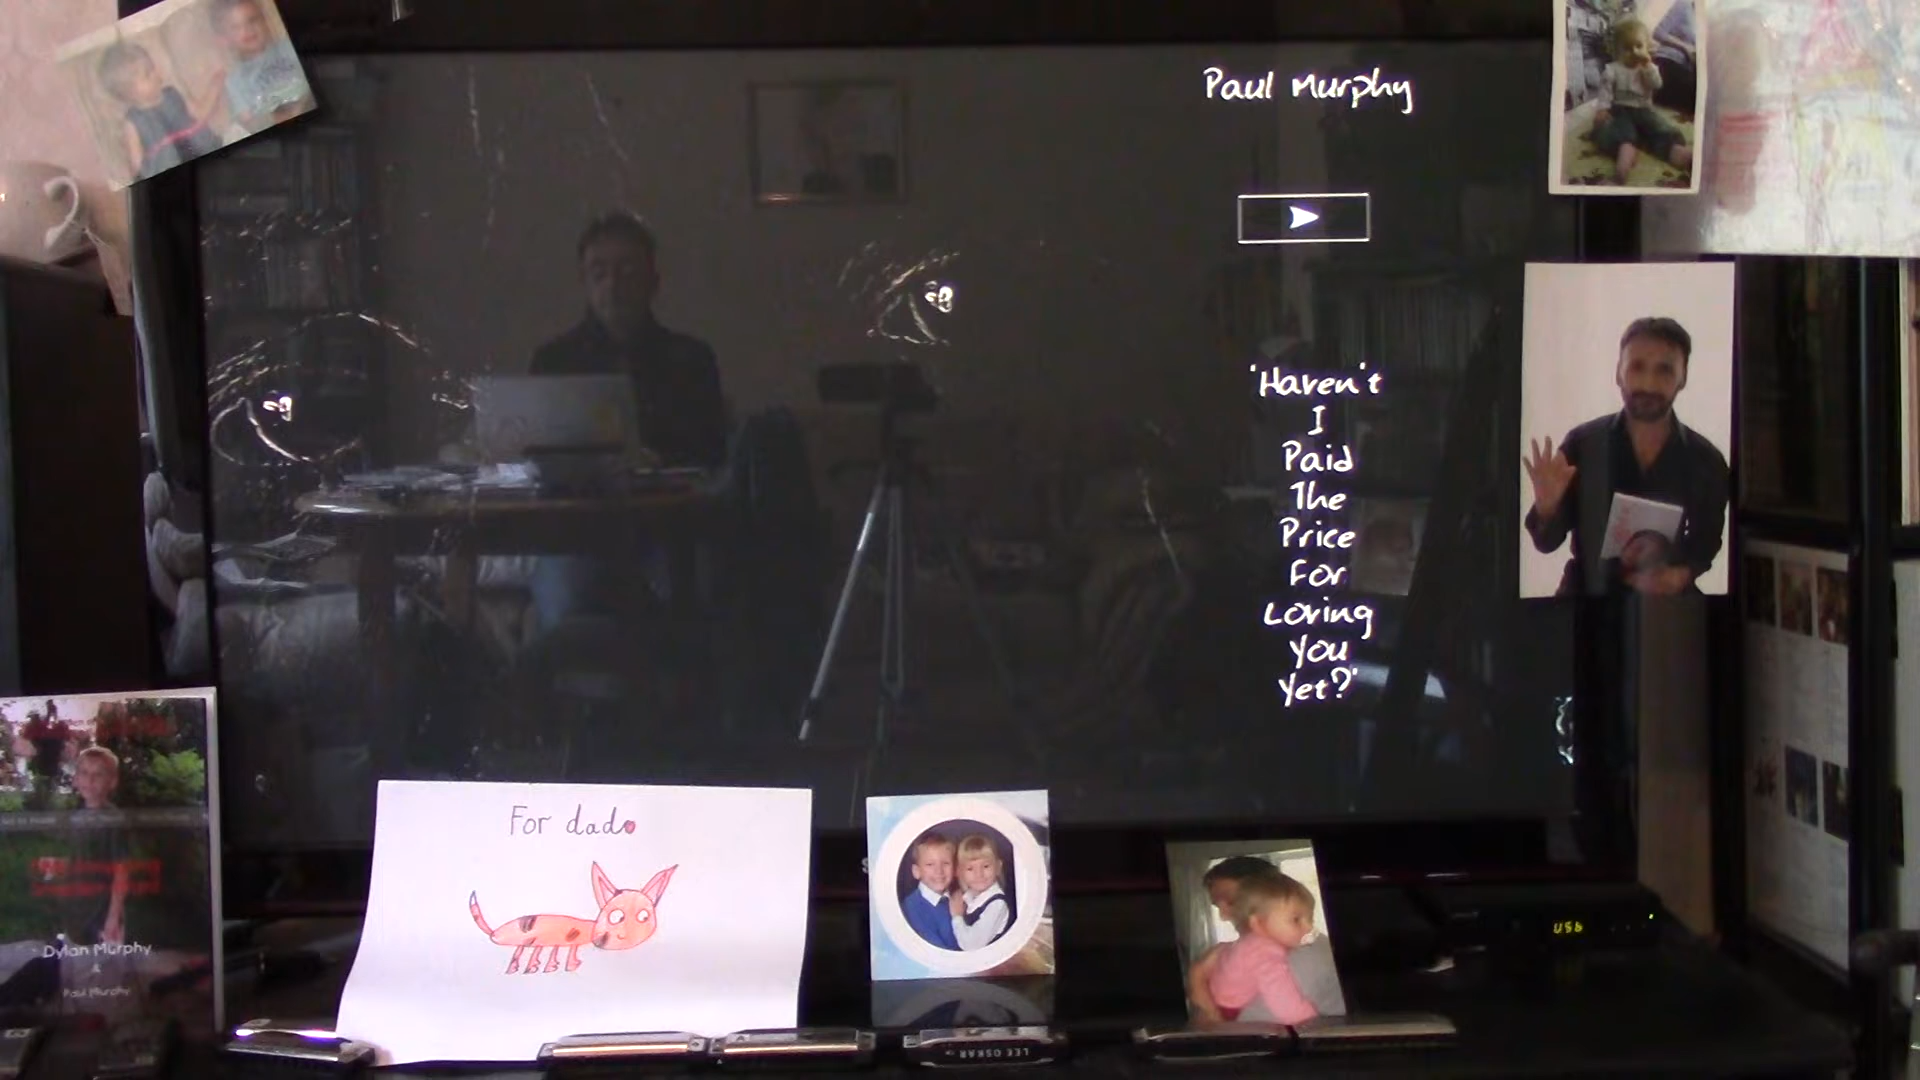 Paul Murphy
'Haven't
I
Paid
The
Price
For
Loving
You
Yet?'
For dad
Dylan Murphy
&
Paul Murphy
LEE OSKAR
USB